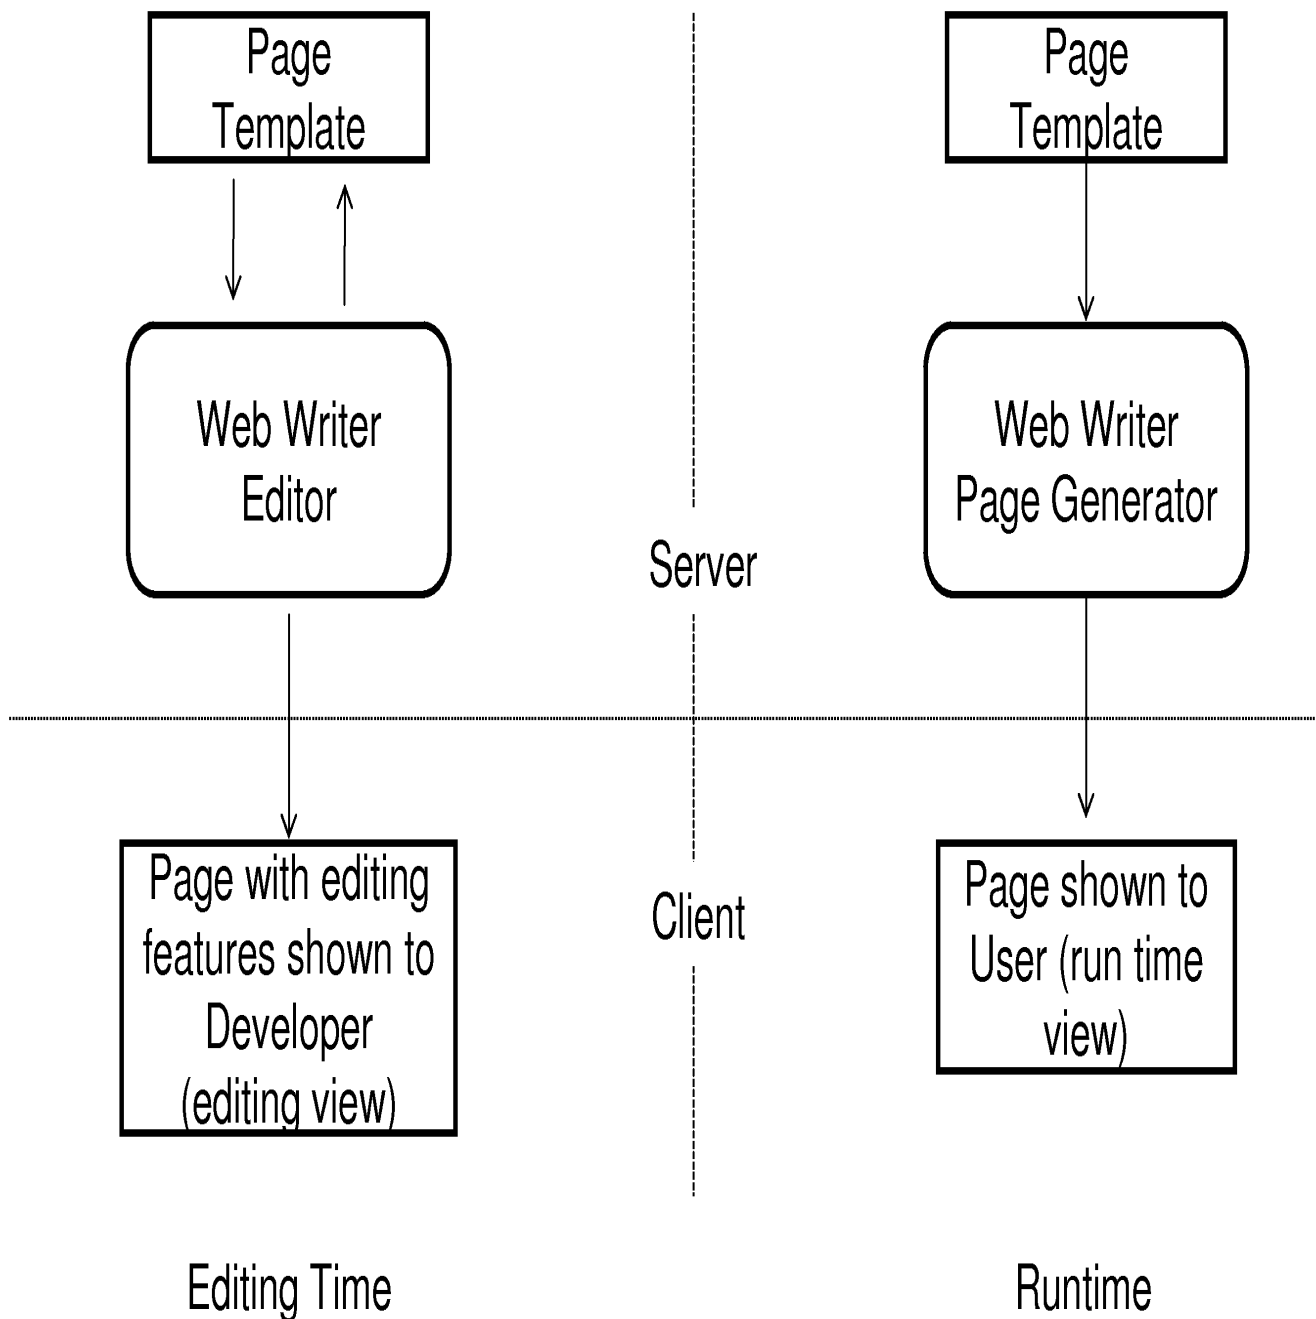 Page
Template
Web Writer
Editor
Page with editing
features shown to
Developer
(editing view)
Editing Time
Server
Client
Page
Template
Web Writer
Page Generator
Page shown to
User (run time
view)
Runtime